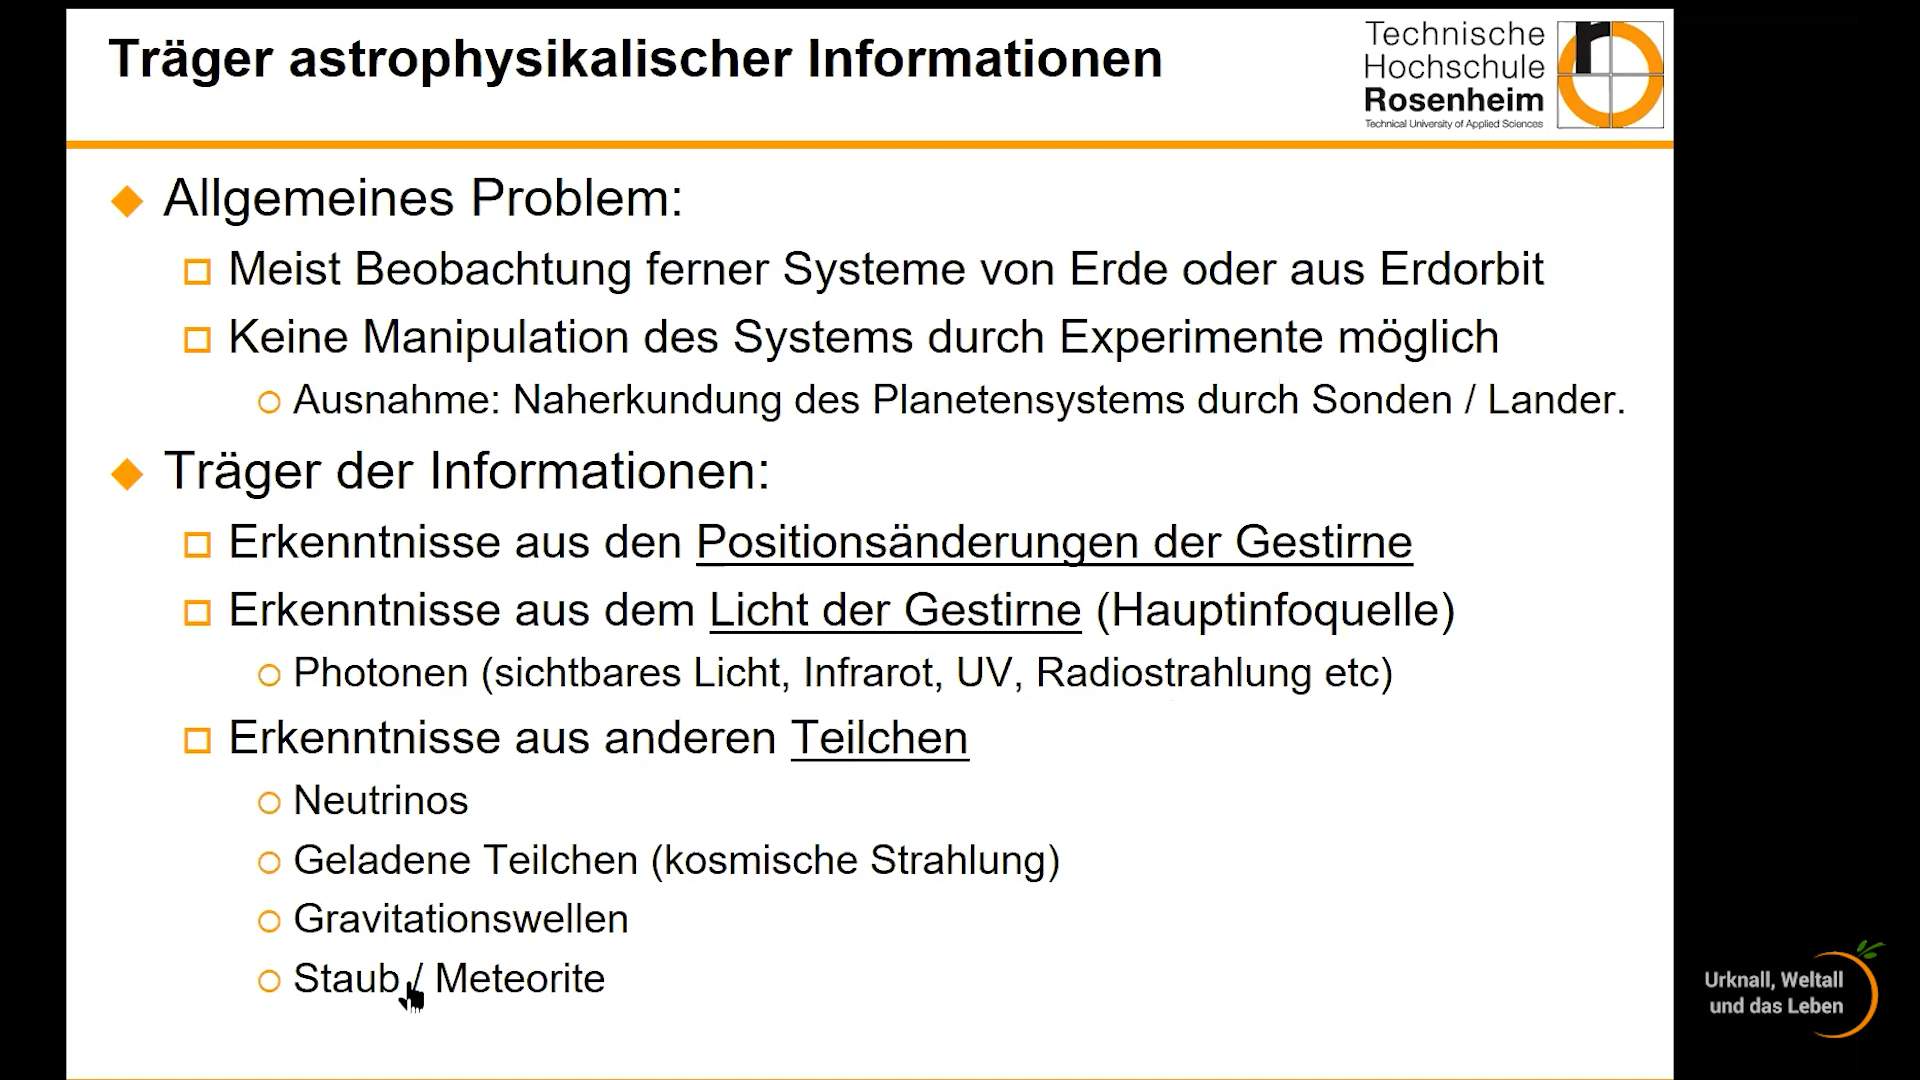 Träger astrophysikalischer Informationen
Technische
Hochschule
Rosenheim
Technical University of Applied Sciences
Allgemeines Problem:
Meist Beobachtung ferner Systeme von Erde oder aus Erdorbit
Keine Manipulation des Systems durch Experimente möglich
Ausnahme: Naherkundung des Planetensystems durch Sonden / Lander.
Träger der Informationen:
Erkenntnisse aus den Positionsänderungen der Gestirne
Erkenntnisse aus dem Licht der Gestirne (Hauptinfoquelle)
Photonen (sichtbares Licht, Infrarot, UV, Radiostrahlung etc)
Erkenntnisse aus anderen Teilchen
Neutrinos
Geladene Teilchen (kosmische Strahlung)
Gravitationswellen
Staub / Meteorite
Urknall, Weltall
und das Leben